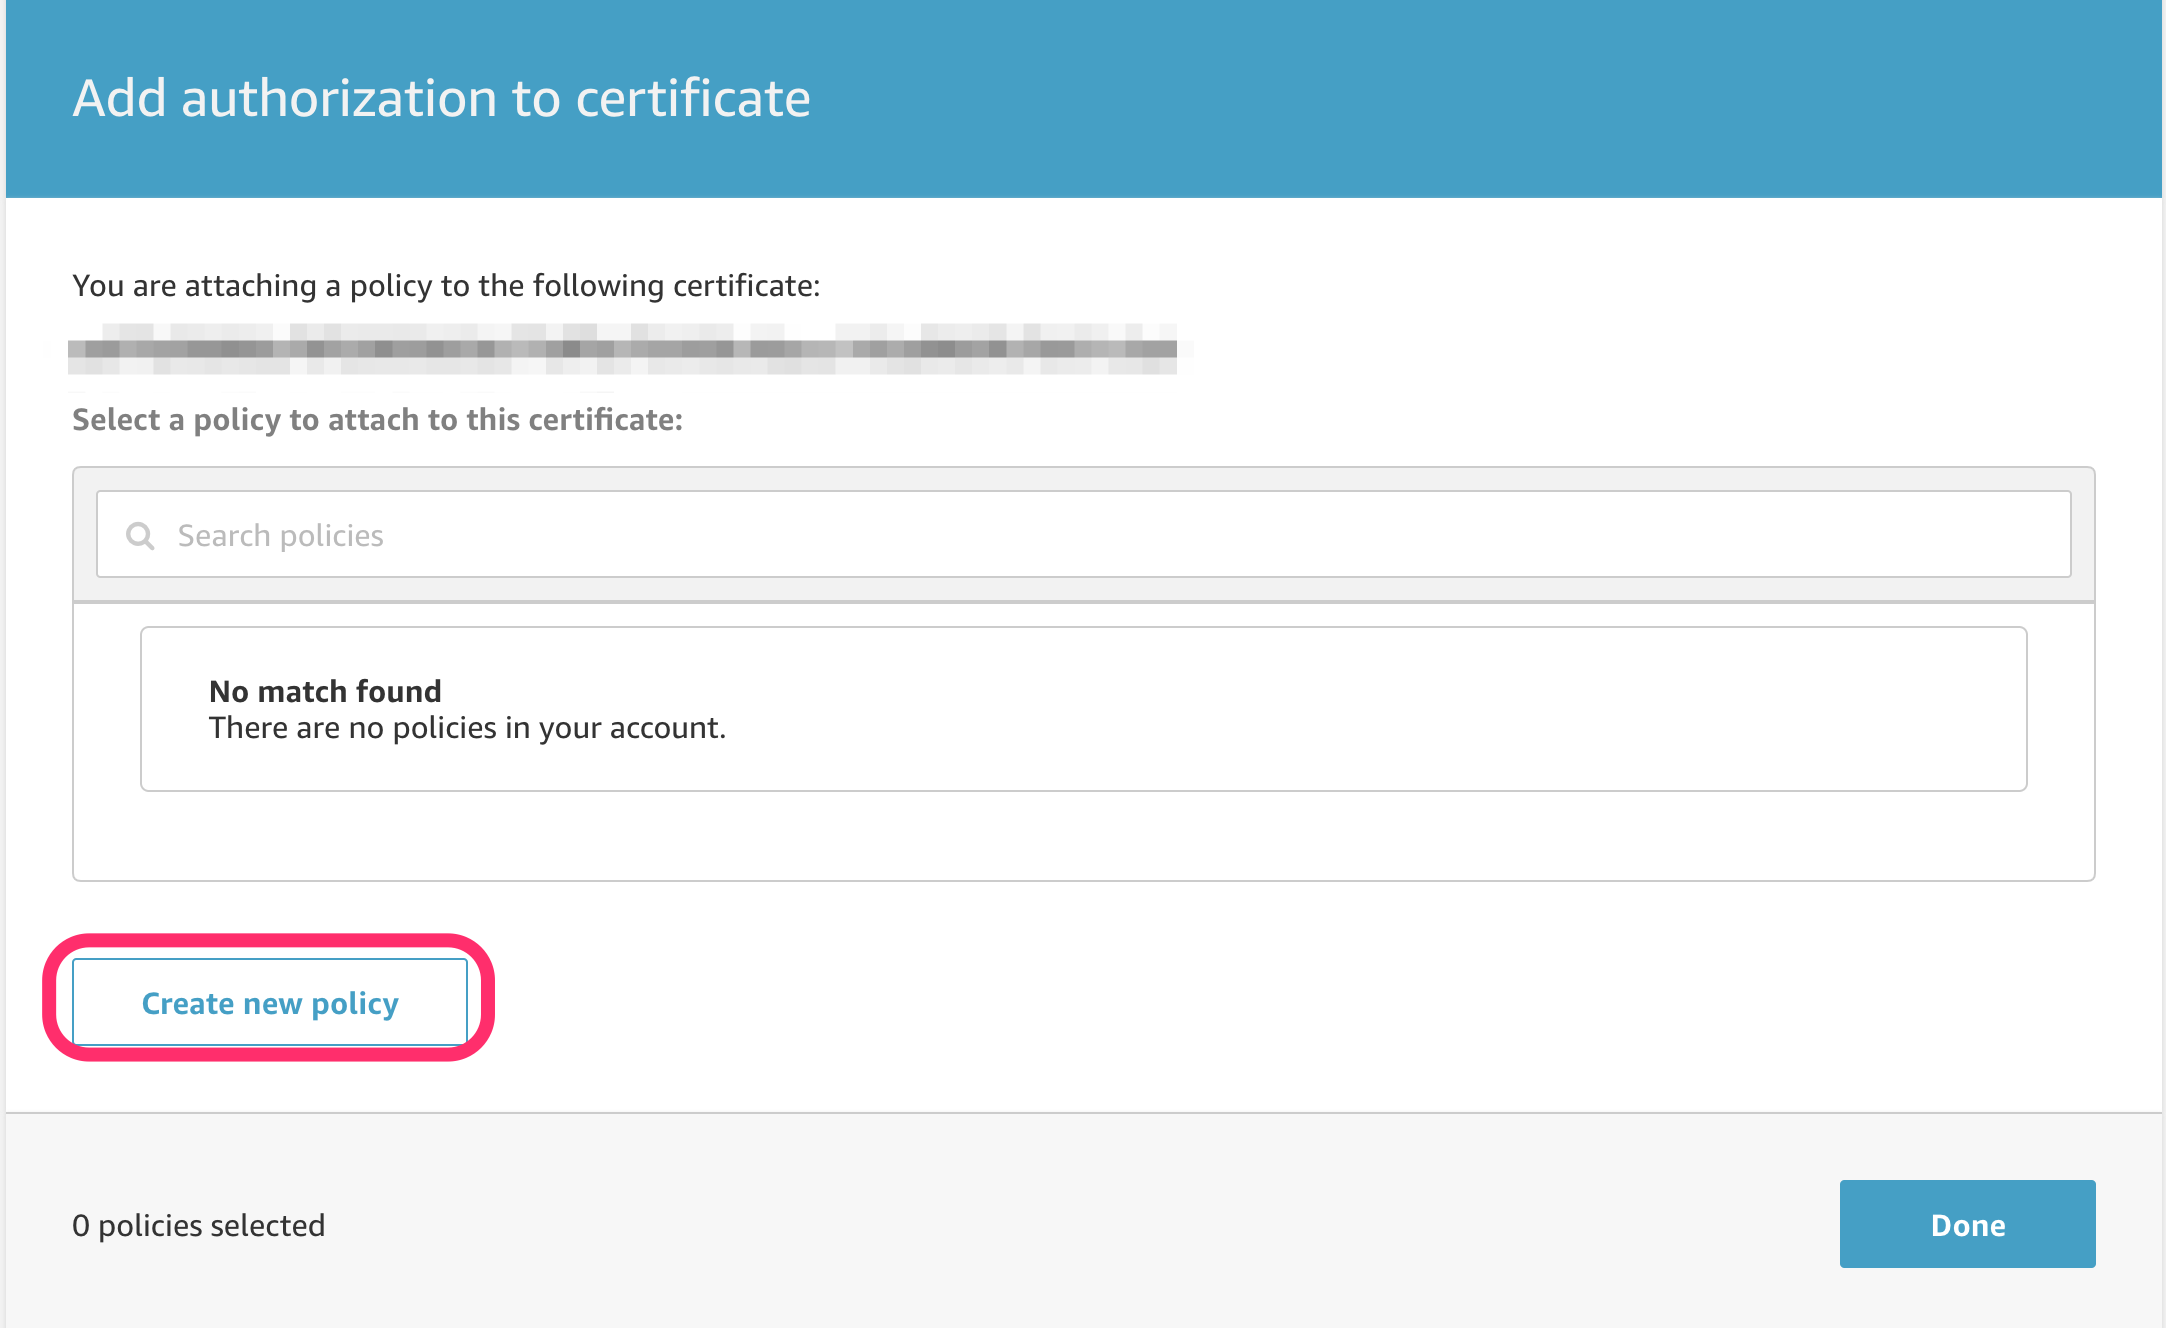 Add authorization to certificate
You are attaching a policy to the following certificate:
Select a policy to attach to this certificate:
Search policies
No match found
There are no policies in your account.
Create new policy
0 policies selected
Done